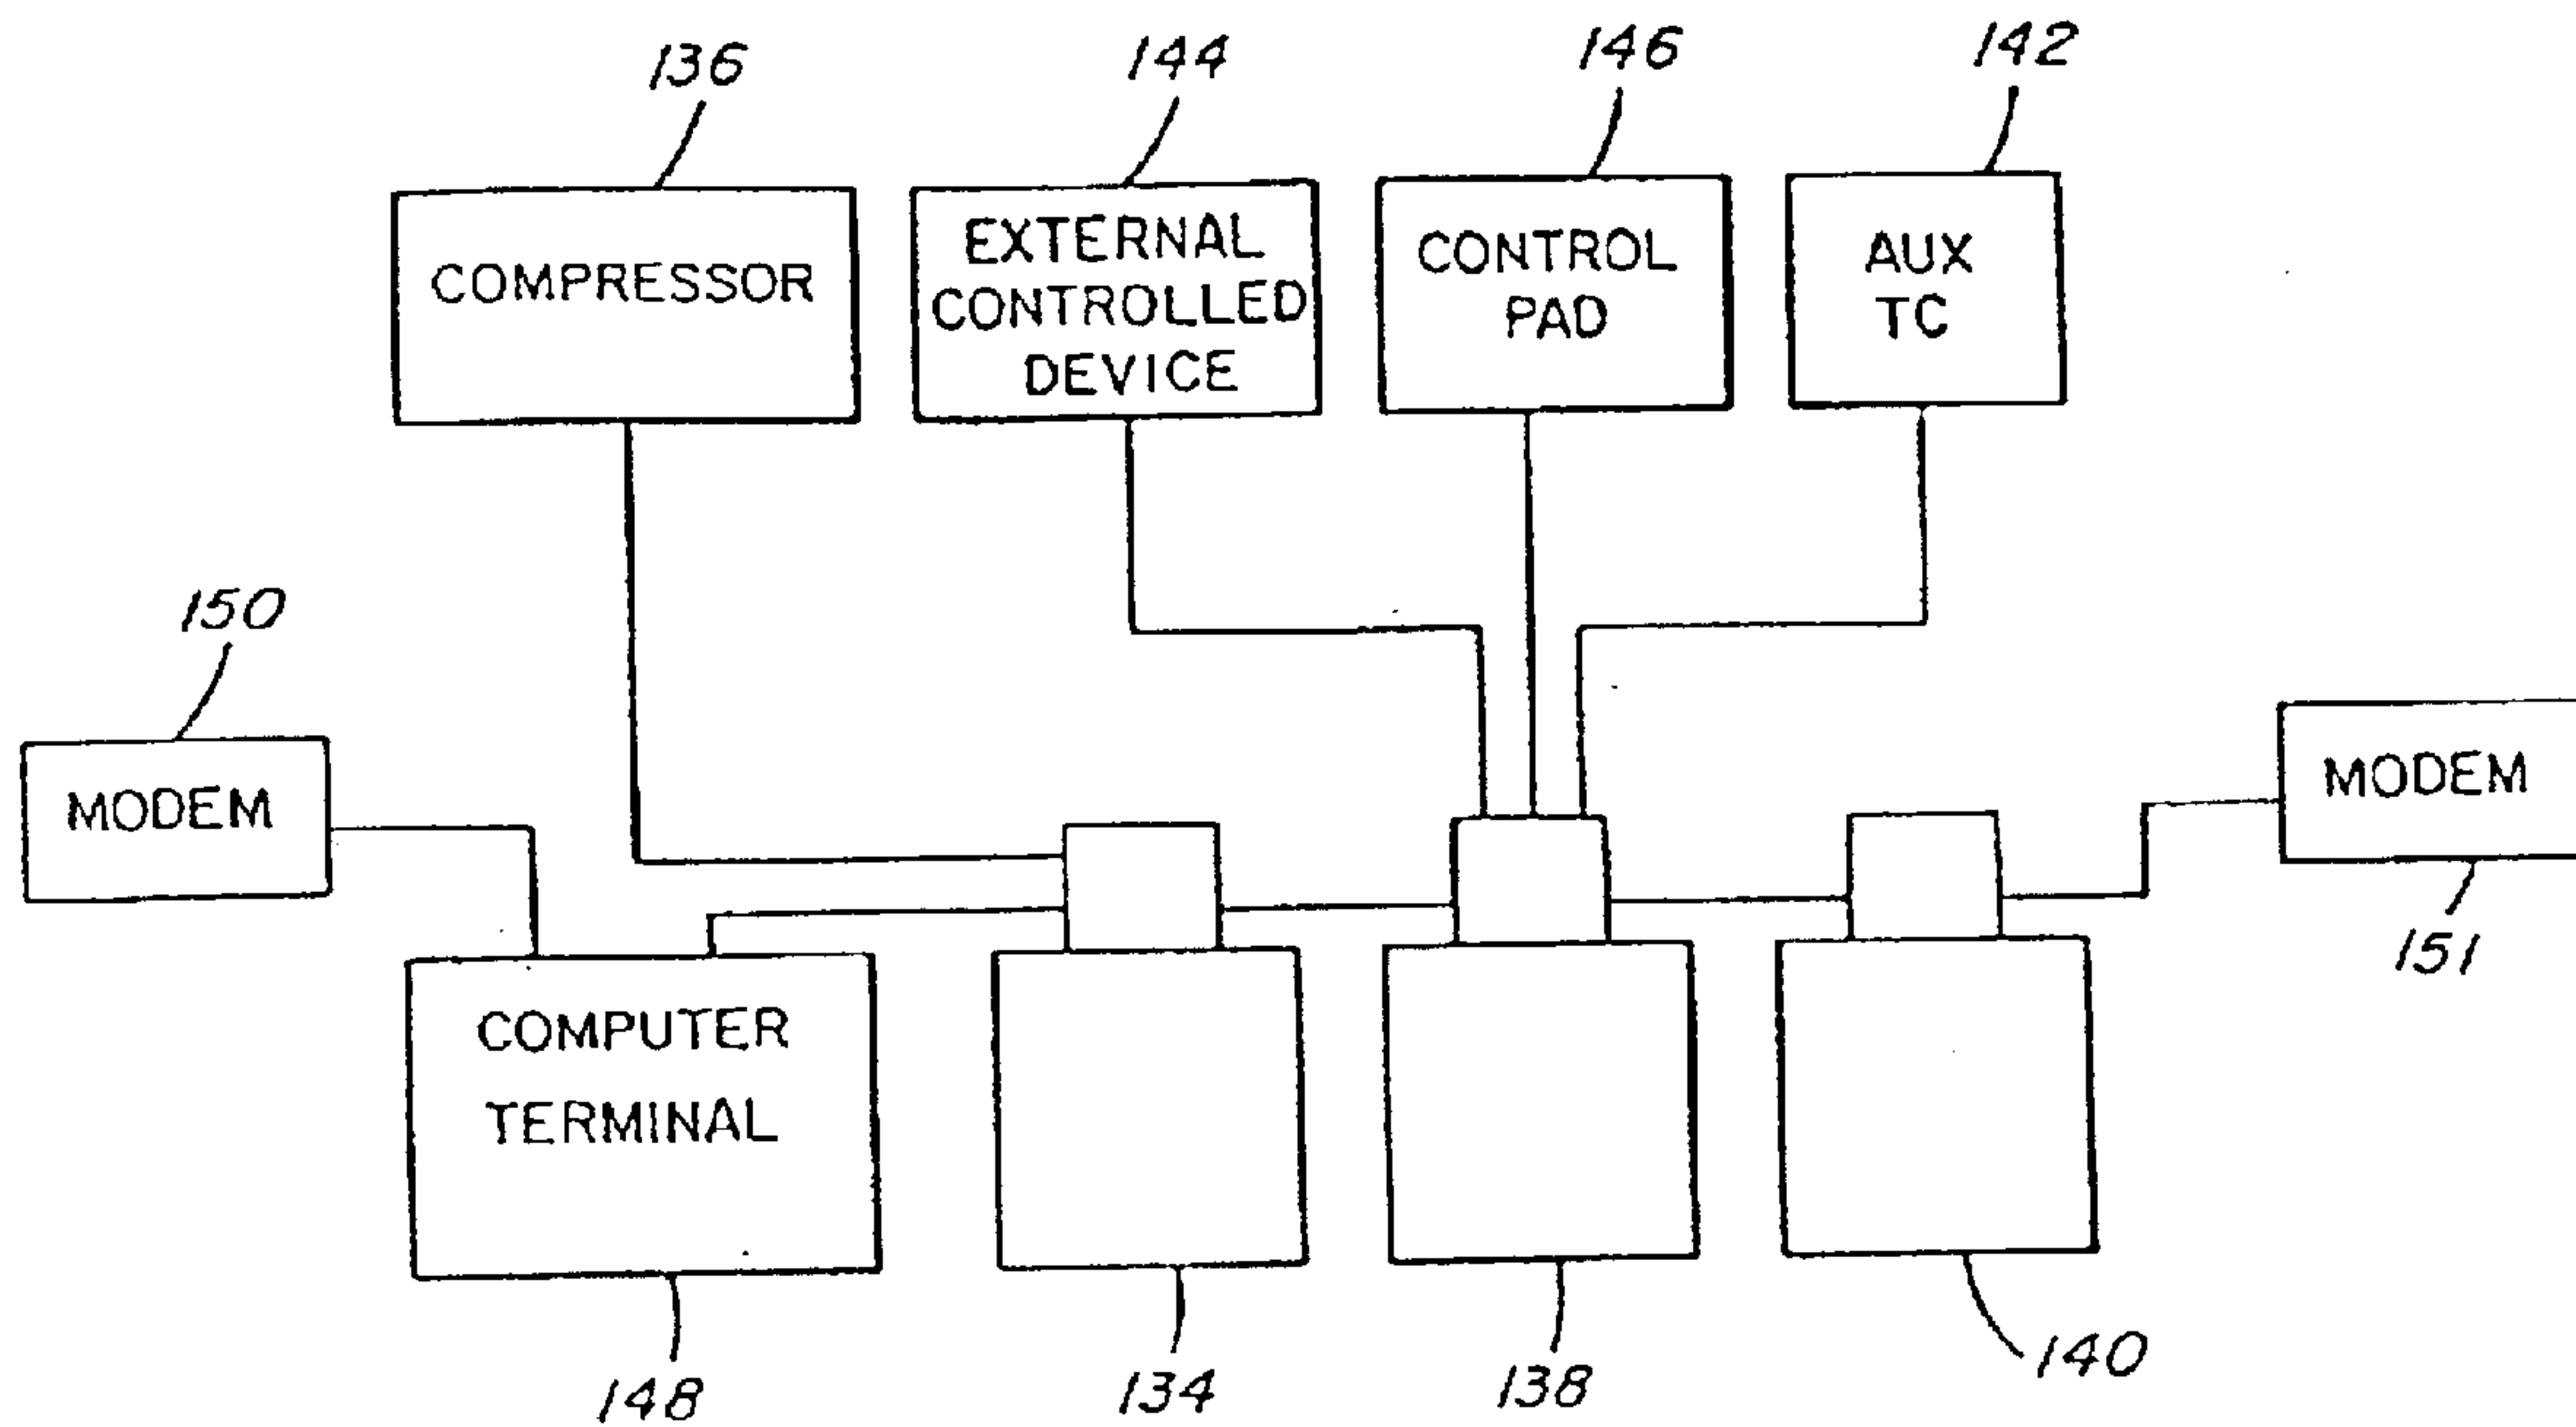 136
144
146
142
COMPRESSOR
EXTERNAL
CONTROLLED
DEVICE
CONTROL
PAD
AUX
TC
150
MODEM
MODEM
151
COMPUTER
TERMINAL
148
134
138
140